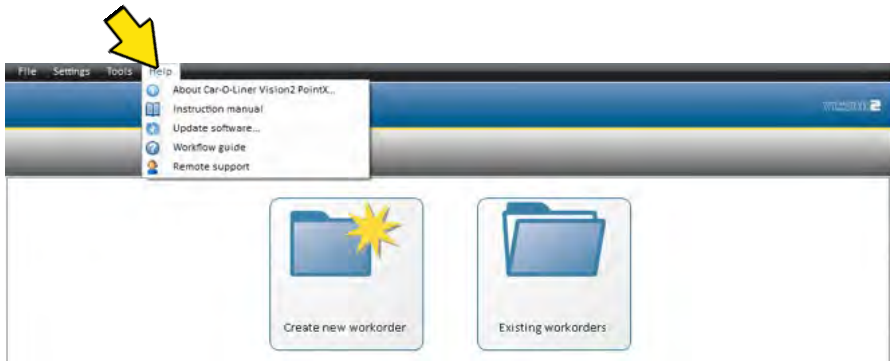 File Settings Tools Help
About Car-O-Liner Vision2 PointX...
Instruction manual
Update software...
Workflow guide
Remote support
Create new workorder
Existing workorders